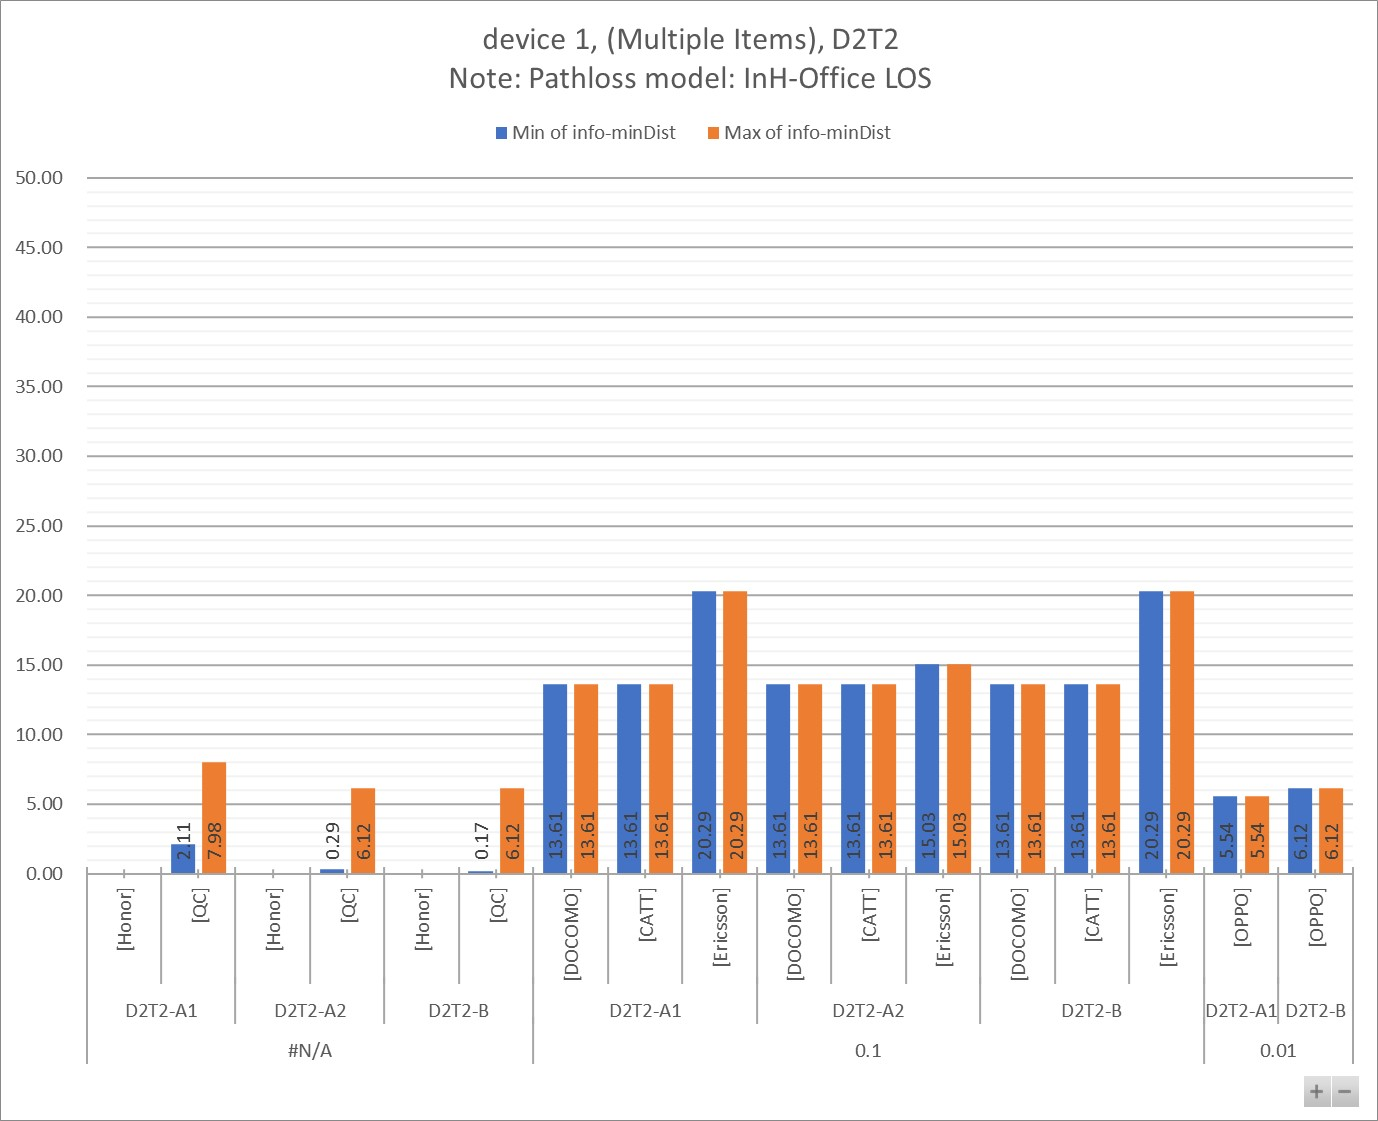 device 1, (Multiple Items), D2T2
Note: Pathloss model: InH-Office LOS
Min of info-minDist Max of info-minDist
50.00
45.00
40.00
35.00
30.00
25.00
20.00
15.00
10.00
5.00
0.00
2.11 7.98 0.29 6.12 0.17 6.12 13.61 13.61 13.61 13.61 20.29 20.29 13.61 13.61 13.61 13.61 15.03 15.03 13.61 13.61 13.61 13.61 20.29 20.29 5.54 5.54 6.12 6.12
[Honor] [QC] [Honor] [QC] [Honor] [QC] [DOCOMO] [CATT] [Ericsson] [DOCOMO] [CATT] [Ericsson] [DOCOMO] [CATT] [Ericsson] [OPPO] [OPPO]
D2T2-A1 D2T2-A2 D2T2-B D2T2-A1 D2T2-A2 D2T2-B D2T2-A1 D2T2-B
#N/A 0.1 0.01
+ −